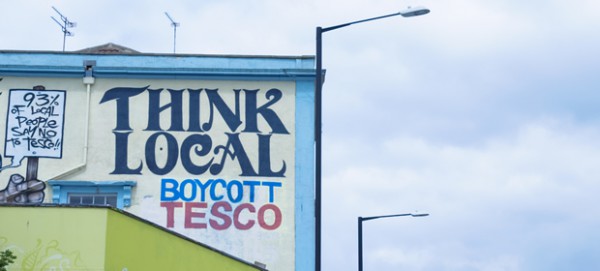 93%
OF LOCAL
PEOPLE
SAY NO
TO TESCO!!
THINK
LOCAL
BOYCOTT
TESCO